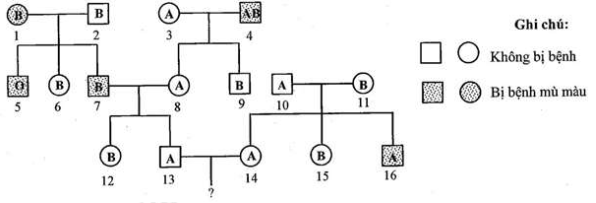 B B A AB
Ghi chú:
1 2 3 4
Không bị bệnh
O B B A B A B
5 6 7 8 9 10 11
Bị bệnh mù màu
B A A B A
12 13 14 15 16
?